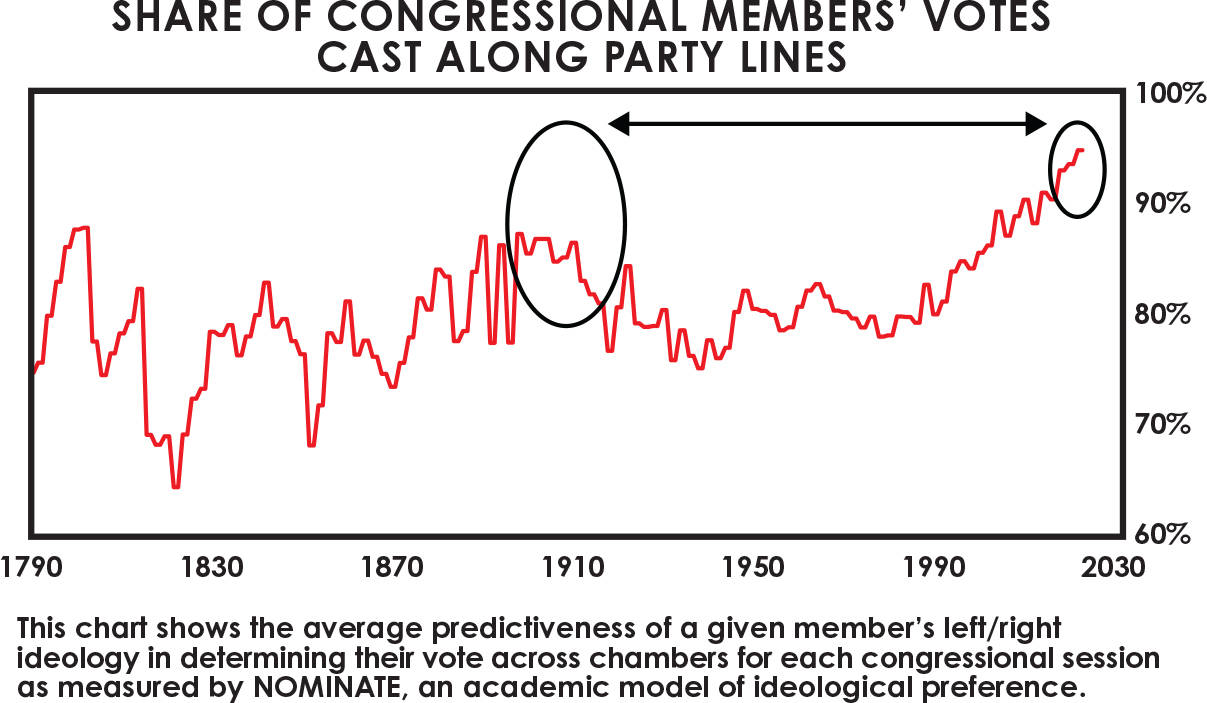 SHARE OF CONGRESSIONAL MEMBERS’ VOTES
CAST ALONG PARTY LINES
100%
90%
80%
70%
60%
1790 1830 1870 1910 1950 1990 2030
This chart shows the average predictiveness of a given member’s left/right
ideology in determining their vote across chambers for each congressional session
as measured by NOMINATE, an academic model of ideological preference.